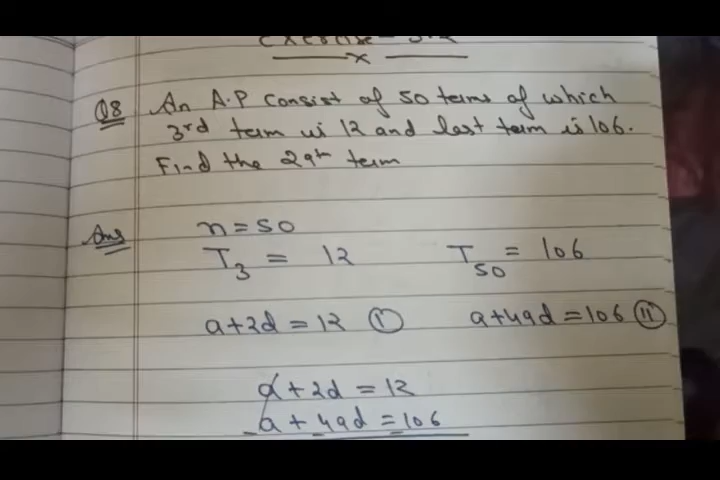 Q8 An A.P consist of 50 terms of which
3rd term is 12 and last term is 106.
Find the 29th term
Ans n = 50
T3 = 12 T50 = 106
a+2d = 12 (i) a+49d = 106 (ii)
a + 2d = 12
a + 49d = 106